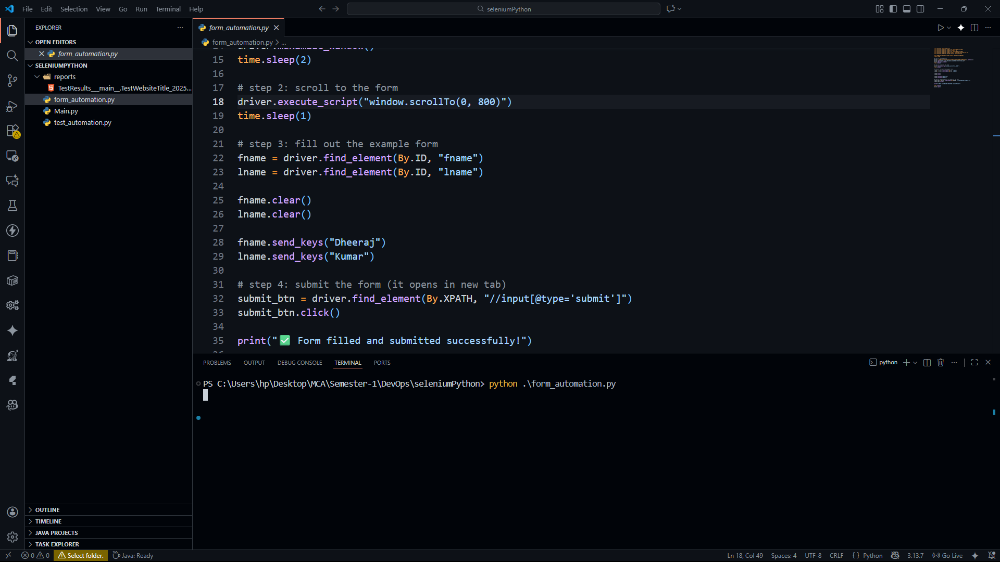 File Edit Selection View Go Run Terminal Help
seleniumPython
EXPLORER
OPEN EDITORS
form_automation.py
SELENIUMPYTHON
reports
TestResults___main__.TestWebsiteTitle_2025...
form_automation.py
Main.py
test_automation.py
OUTLINE
TIMELINE
JAVA PROJECTS
TASK EXPLORER
form_automation.py
form_automation.py > ...
driver.maximize_window()
15 time.sleep(2)
16
17 # step 2: scroll to the form
18 driver.execute_script("window.scrollTo(0, 800)")
19 time.sleep(1)
20
21 # step 3: fill out the example form
22 fname = driver.find_element(By.ID, "fname")
23 lname = driver.find_element(By.ID, "lname")
24
25 fname.clear()
26 lname.clear()
27
28 fname.send_keys("Dheeraj")
29 lname.send_keys("Kumar")
30
31 # step 4: submit the form (it opens in new tab)
32 submit_btn = driver.find_element(By.XPATH, "//input[@type='submit']")
33 submit_btn.click()
34
35 print("✅ Form filled and submitted successfully!")
PROBLEMS OUTPUT DEBUG CONSOLE TERMINAL PORTS
python
PS C:\Users\hp\Desktop\MCA\Semester-1\DevOps\seleniumPython> python .\form_automation.py
0 0 Select folder. Java: Ready
Ln 18, Col 49 Spaces: 4 UTF-8 CRLF { } Python 3.13.7 Go Live